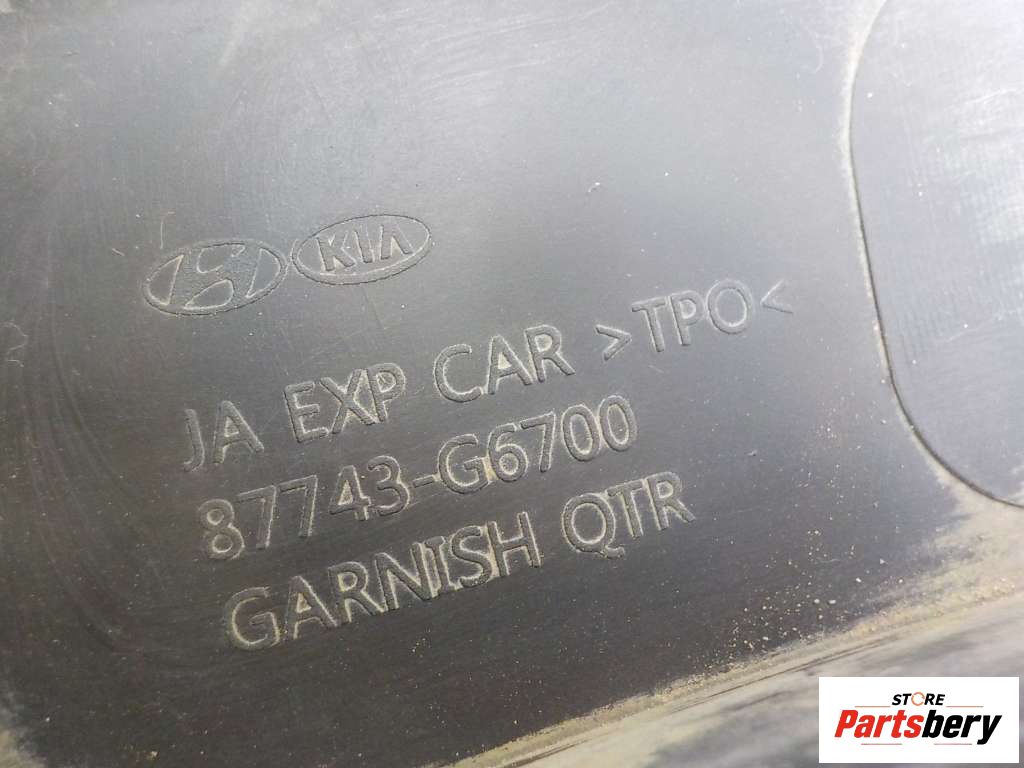 KIA
JA EXP CAR >TPO<
87743-G6700
GARNISH QTR
STORE
Partsbery